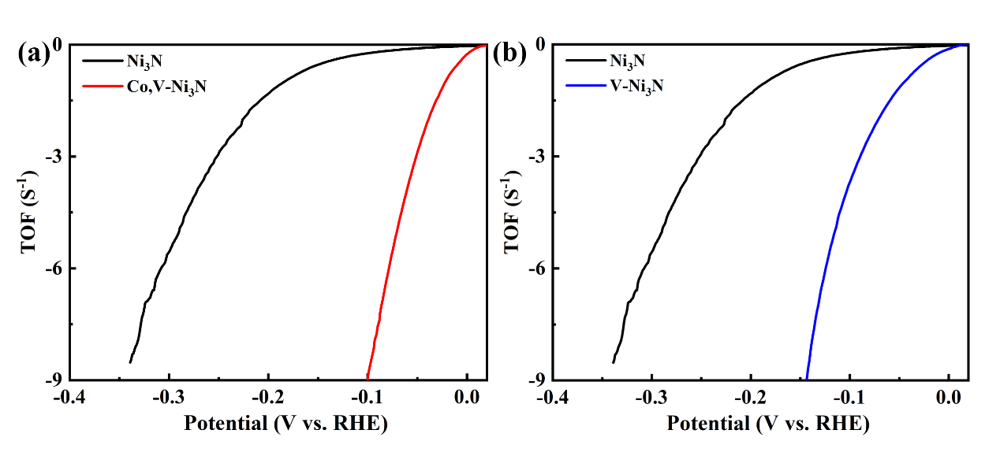 (a)
0
-3
-6
-9
TOF (S⁻¹)
Ni₃N
Co,V-Ni₃N
-0.4 -0.3 -0.2 -0.1 0.0
Potential (V vs. RHE)
(b)
0
-3
-6
-9
TOF (S⁻¹)
Ni₃N
V-Ni₃N
-0.4 -0.3 -0.2 -0.1 0.0
Potential (V vs. RHE)